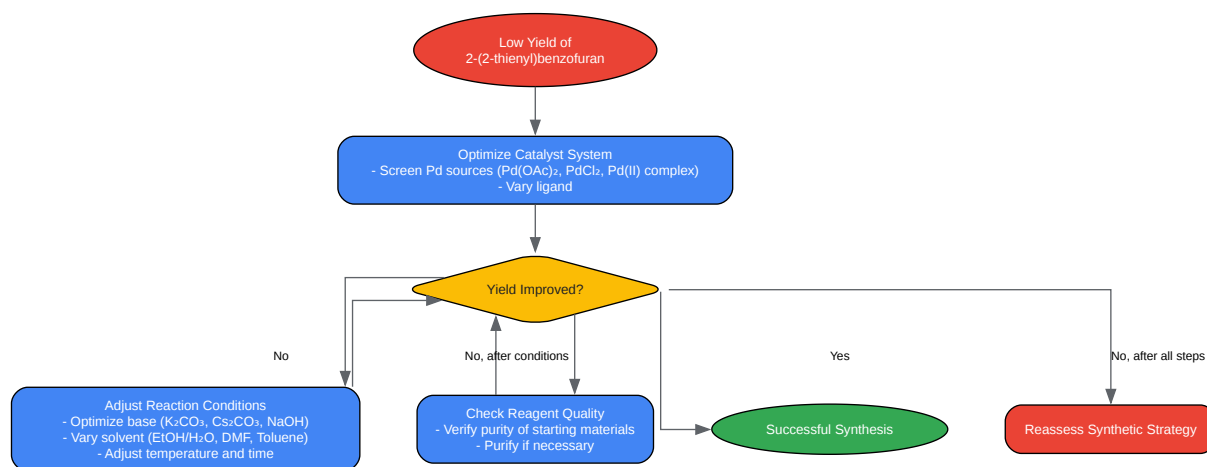 Low Yield of
2-(2-thienyl)benzofuran
Optimize Catalyst System
- Screen Pd sources (Pd(OAc)₂, PdCl₂, Pd(II) complex)
- Vary ligand
Yield Improved?
No
No, after conditions
Yes
No, after all steps
Adjust Reaction Conditions
- Optimize base (K₂CO₃, Cs₂CO₃, NaOH)
- Vary solvent (EtOH/H₂O, DMF, Toluene)
- Adjust temperature and time
Check Reagent Quality
- Verify purity of starting materials
- Purify if necessary
Successful Synthesis
Reassess Synthetic Strategy